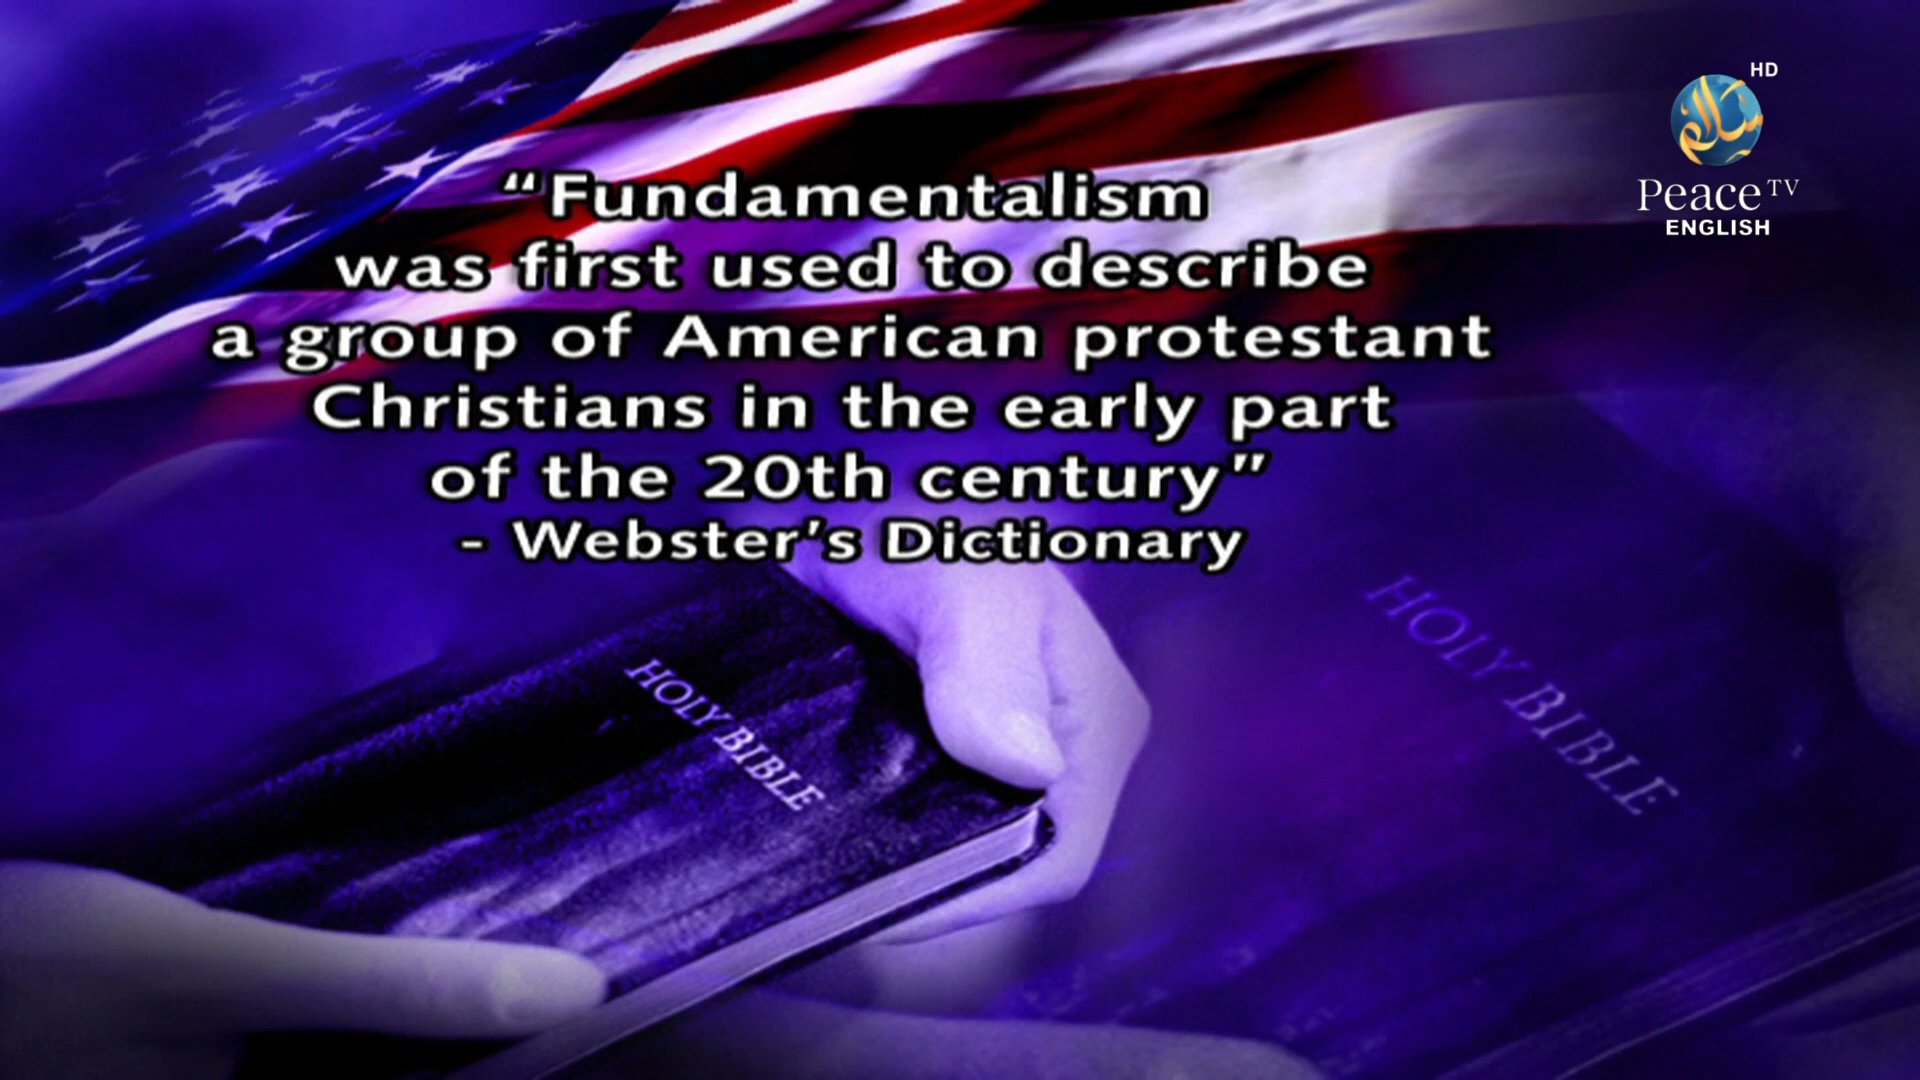 HD
سلام
Peace TV
ENGLISH
“Fundamentalism
was first used to describe
a group of American protestant
Christians in the early part
of the 20th century”
- Webster’s Dictionary
HOLY BIBLE
HOLY BIBLE